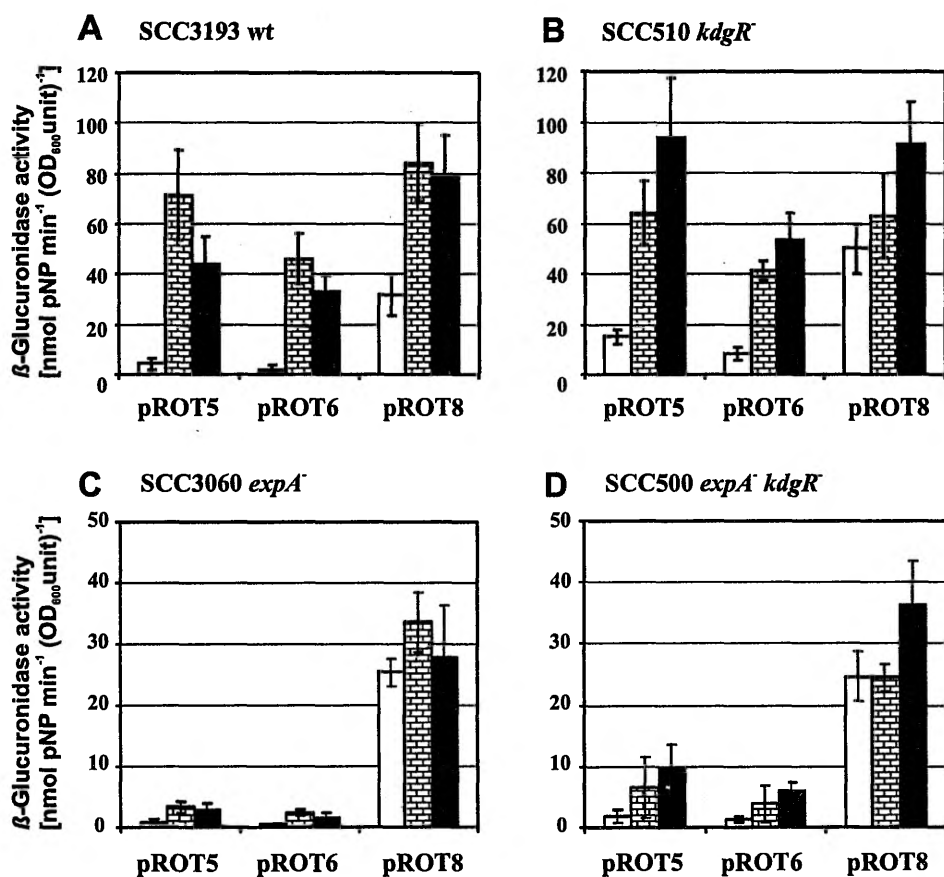 A SCC3193 wt
ß-Glucuronidase activity
[nmol pNP min⁻¹ (OD₆₀₀unit)⁻¹]
120
100
80
60
40
20
0
pROT5 pROT6 pROT8
B SCC510 kdgR⁻
120
100
80
60
40
20
0
pROT5 pROT6 pROT8
C SCC3060 expA⁻
ß-Glucuronidase activity
[nmol pNP min⁻¹ (OD₆₀₀unit)⁻¹]
50
40
30
20
10
0
pROT5 pROT6 pROT8
D SCC500 expA⁻ kdgR⁻
50
40
30
20
10
0
pROT5 pROT6 pROT8